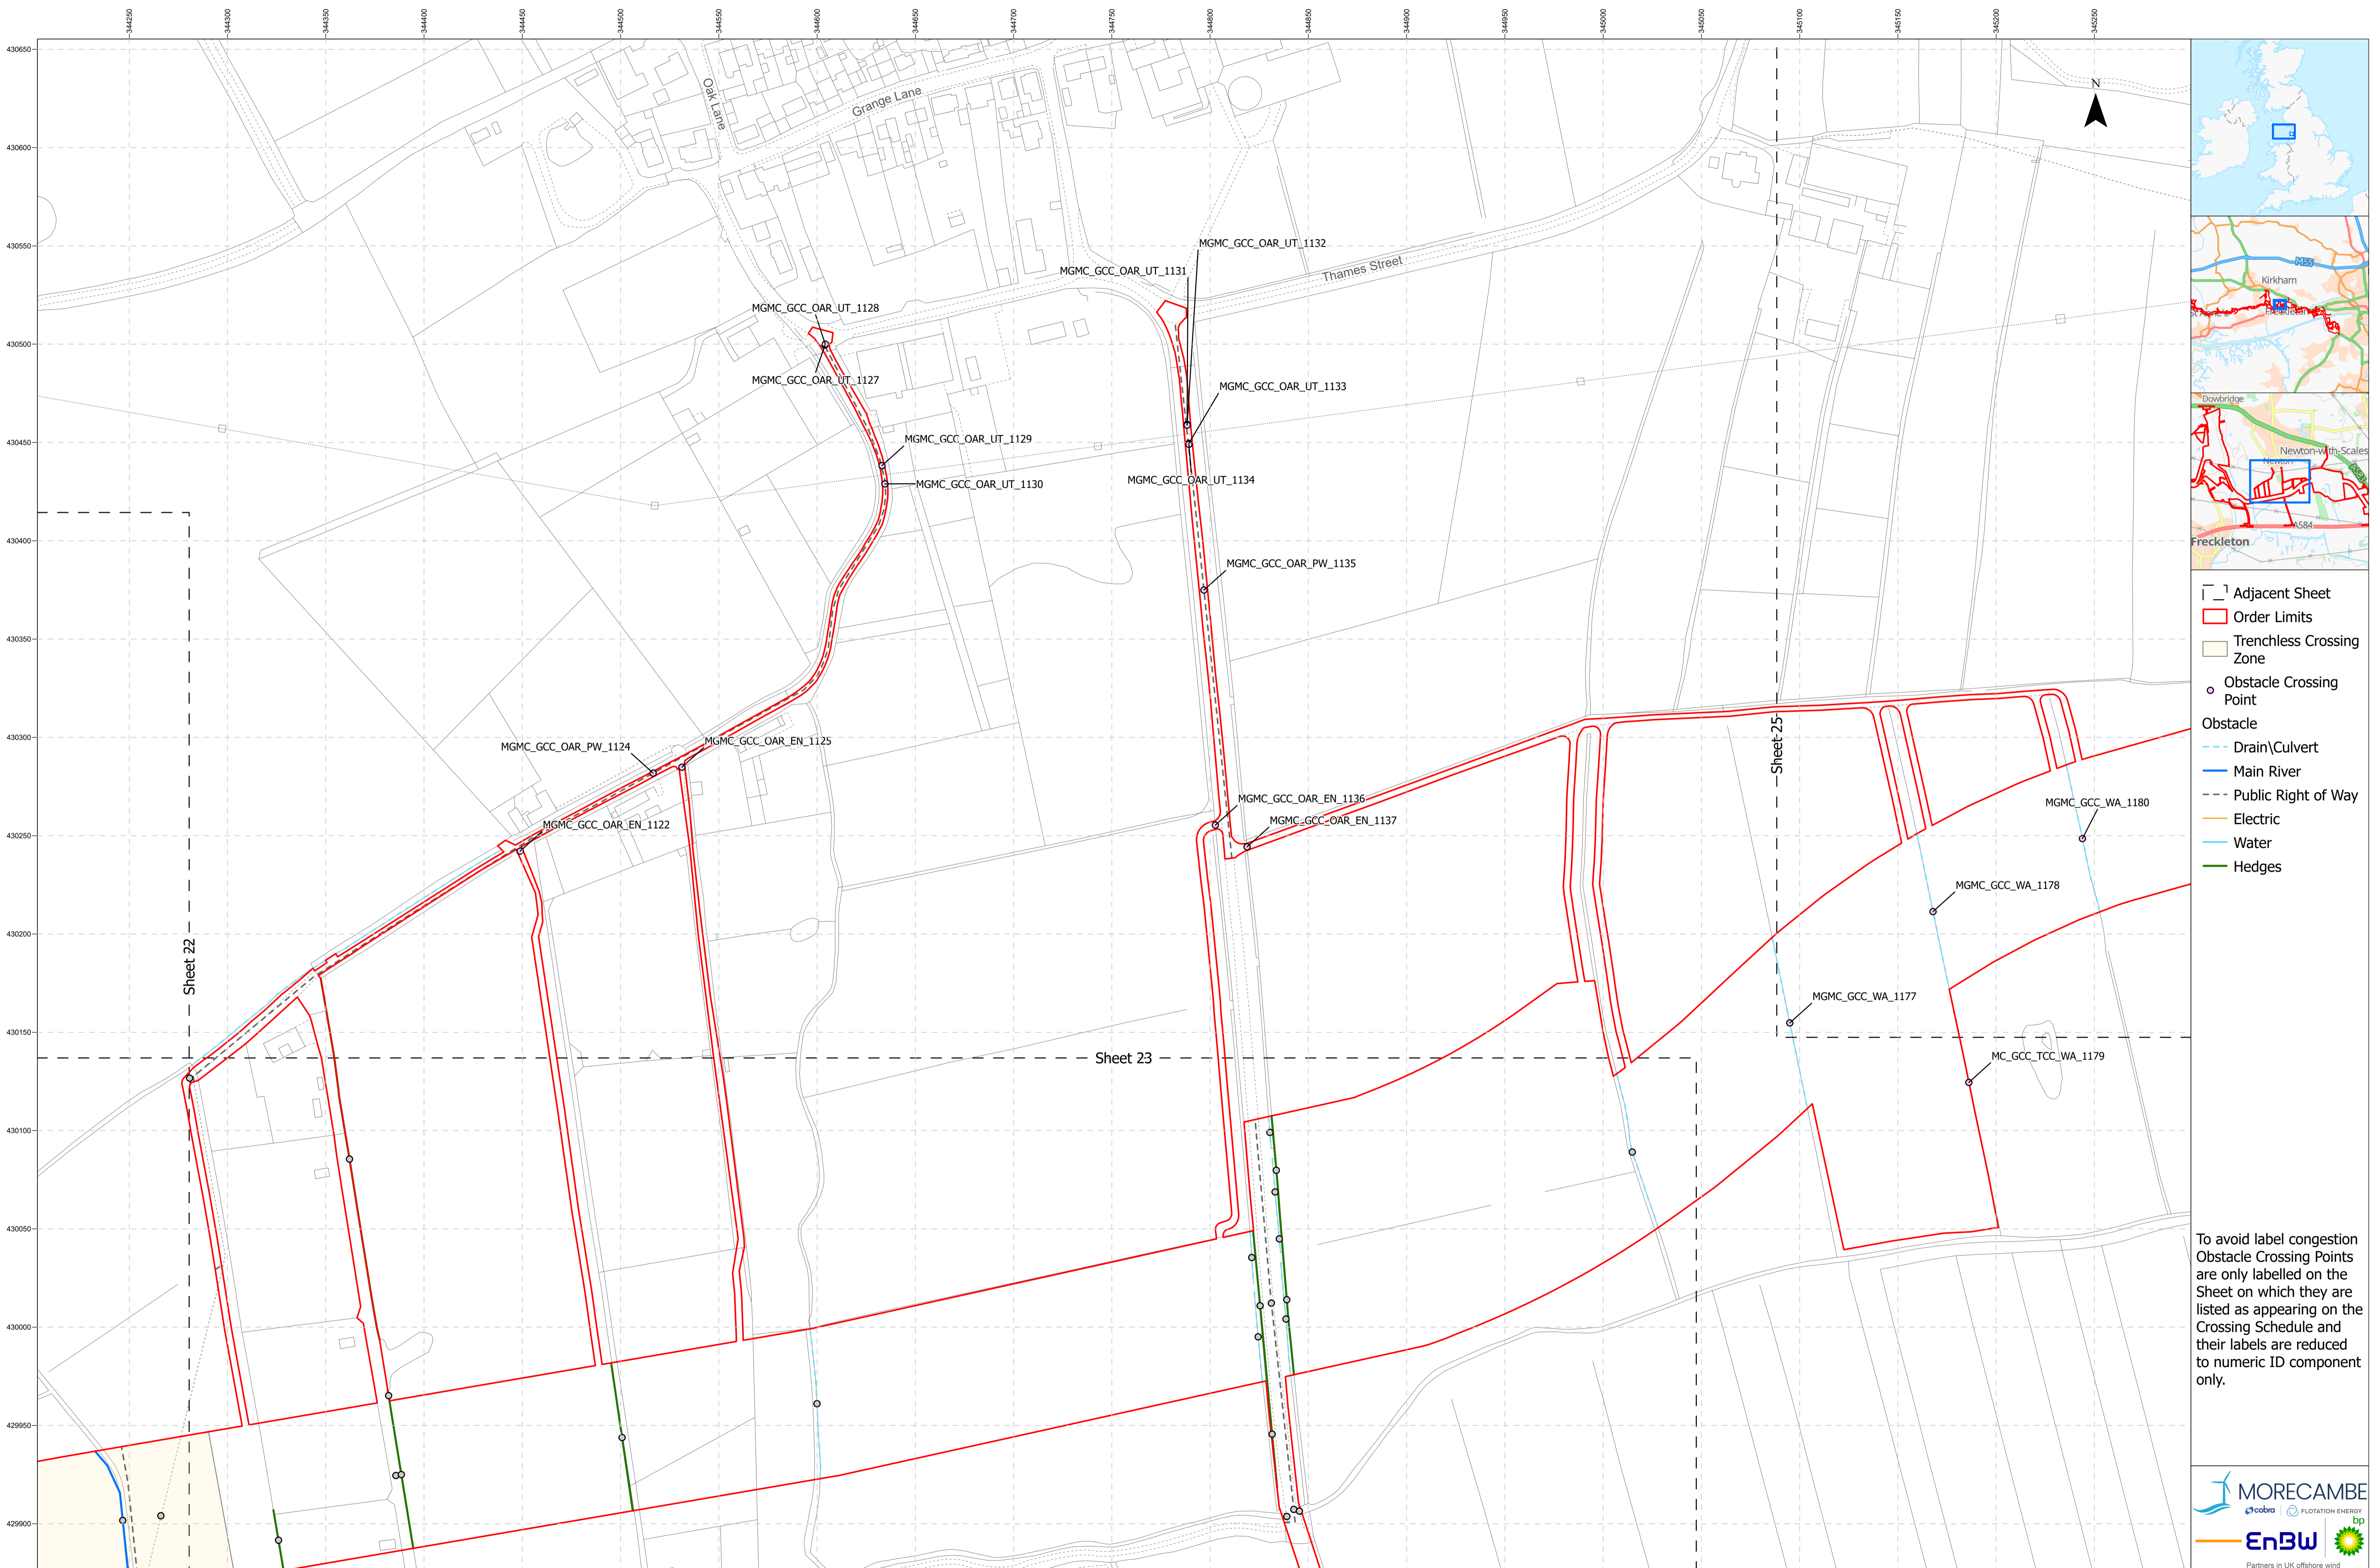 344250
344300
344350
344400
344450
344500
344550
344600
344650
344700
344750
344800
344850
344900
344950
345000
345050
345100
345150
345200
345250
430650
430600
430550
430500
430450
430400
430350
430300
430250
430200
430150
430100
430050
430000
429950
429900
Oak Lane
Grange Lane
Thames Street
N
MGMC_GCC_OAR_UT_1132
MGMC_GCC_OAR_UT_1131
MGMC_GCC_OAR_UT_1128
MGMC_GCC_OAR_UT_1127
MGMC_GCC_OAR_UT_1133
MGMC_GCC_OAR_UT_1129
MGMC_GCC_OAR_UT_1130
MGMC_GCC_OAR_UT_1134
MGMC_GCC_OAR_PW_1135
MGMC_GCC_OAR_PW_1124
MGMC_GCC_OAR_EN_1125
MGMC_GCC_OAR_EN_1122
MGMC_GCC_OAR_EN_1136
MGMC_GCC_OAR_EN_1137
MGMC_GCC_WA_1180
MGMC_GCC_WA_1178
MGMC_GCC_WA_1177
MC_GCC_TCC_WA_1179
Sheet 22
Sheet 23
Sheet 25
M55
Kirkham
St Anne's
Freckleton
Dowbridge
Newton-with-Scales
Newton
A583
A584
Freckleton
Adjacent Sheet
Order Limits
Trenchless Crossing
Zone
Obstacle Crossing
Point
Obstacle
Drain\Culvert
Main River
Public Right of Way
Electric
Water
Hedges
To avoid label congestion
Obstacle Crossing Points
are only labelled on the
Sheet on which they are
listed as appearing on the
Crossing Schedule and
their labels are reduced
to numeric ID component
only.
MORECAMBE
cobra
FLOTATION ENERGY
EnBW
bp
Partners in UK offshore wind